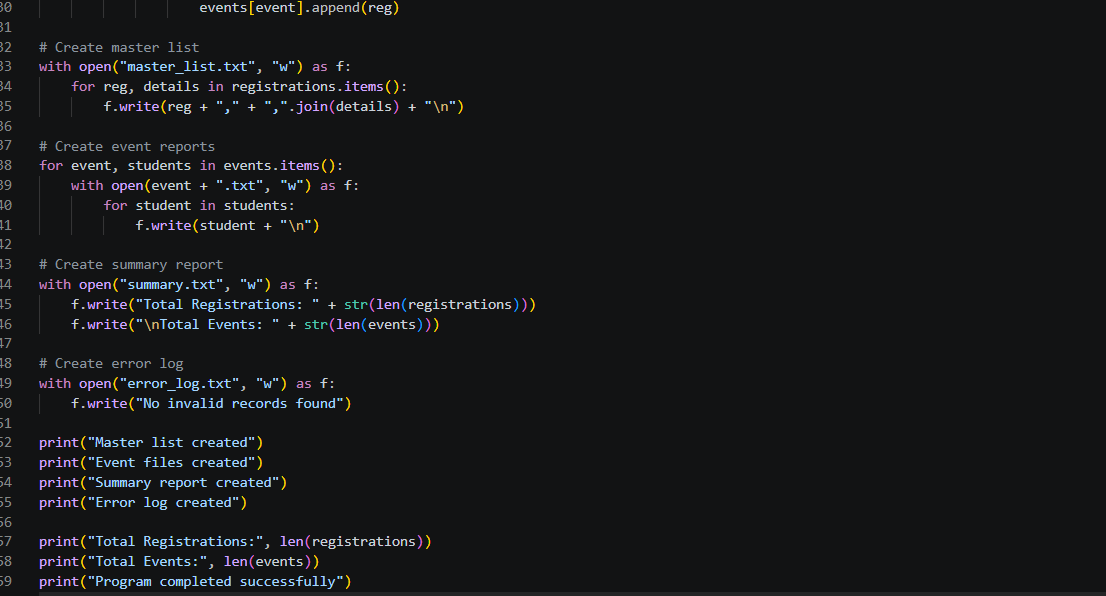 30 events[event].append(reg)
31
32 # Create master list
33 with open("master_list.txt", "w") as f:
34 for reg, details in registrations.items():
35 f.write(reg + "," + ",".join(details) + "\n")
36
37 # Create event reports
38 for event, students in events.items():
39 with open(event + ".txt", "w") as f:
40 for student in students:
41 f.write(student + "\n")
42
43 # Create summary report
44 with open("summary.txt", "w") as f:
45 f.write("Total Registrations: " + str(len(registrations)))
46 f.write("\nTotal Events: " + str(len(events)))
47
48 # Create error log
49 with open("error_log.txt", "w") as f:
50 f.write("No invalid records found")
51
52 print("Master list created")
53 print("Event files created")
54 print("Summary report created")
55 print("Error log created")
56
57 print("Total Registrations:", len(registrations))
58 print("Total Events:", len(events))
59 print("Program completed successfully")